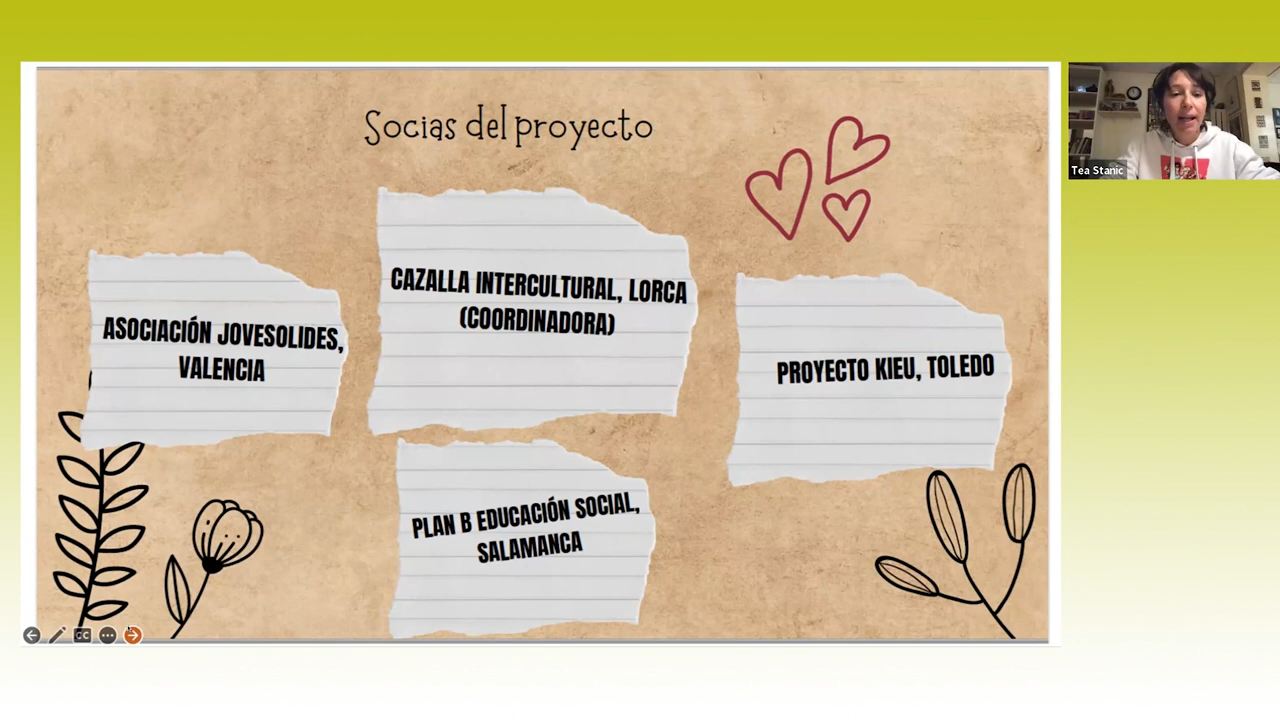 Socias del proyecto
ASOCIACIÓN JOVESOLIDES,
VALENCIA
CAZALLA INTERCULTURAL, LORCA
(COORDINADORA)
PROYECTO KIEU, TOLEDO
PLAN B EDUCACIÓN SOCIAL,
SALAMANCA
Tea Stanic
CC